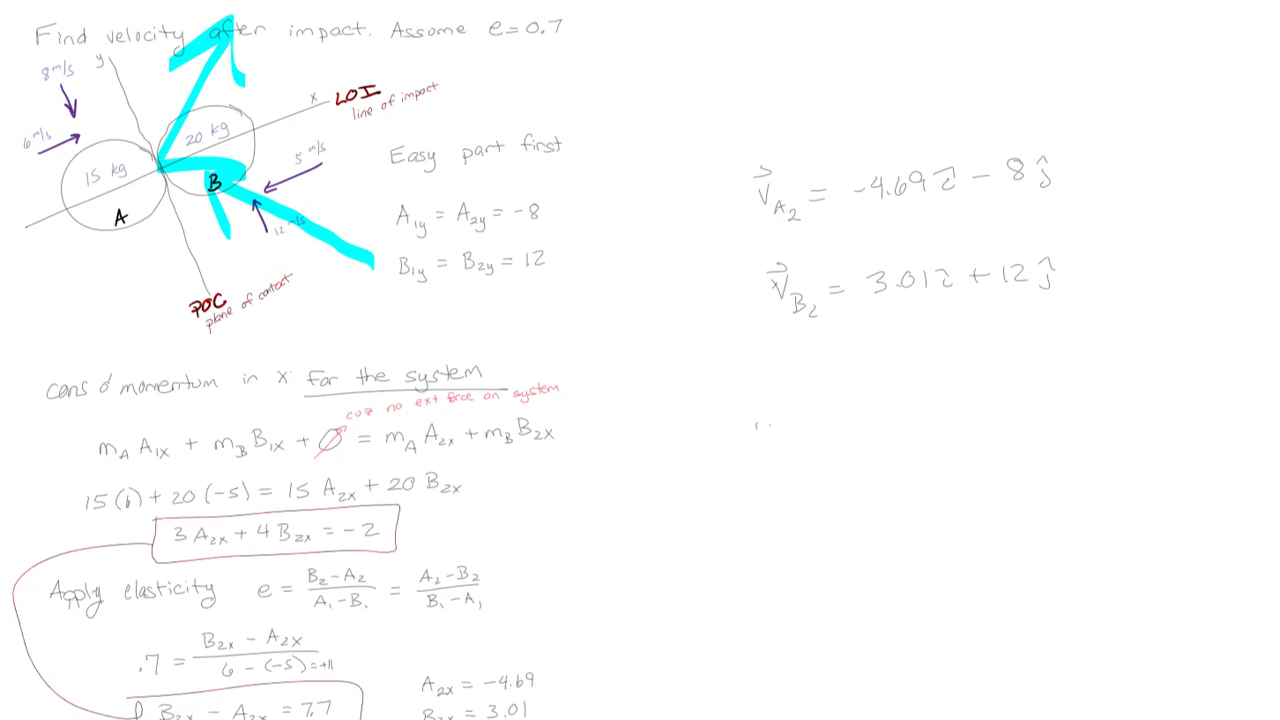 Find velocity after impact. Assume e=0.7
y
8 m/s
x
LOI
line of impact
6 m/s
20 kg
5 m/s
15 kg
B
A
12 m/s
POC
plane of contact
Easy part first
A1y = A2y = -8
B1y = B2y = 12
cons o' momentum in x for the system
cuz no ext force on system
mA A1x + mB B1x + 0 = mA A2x + mB B2x
15(6) + 20(-5) = 15 A2x + 20 B2x
3 A2x + 4 B2x = -2
Apply elasticity e = (B2-A2)/(A1-B1) = (A2-B2)/(B1-A1)
.7 = (B2x - A2x)/(6-(-5)=+11)
B2x - A2x = 7.7
A2x = -4.69
B2x = 3.01
VA2 = -4.69 î - 8 ĵ
VB2 = 3.01 î + 12 ĵ